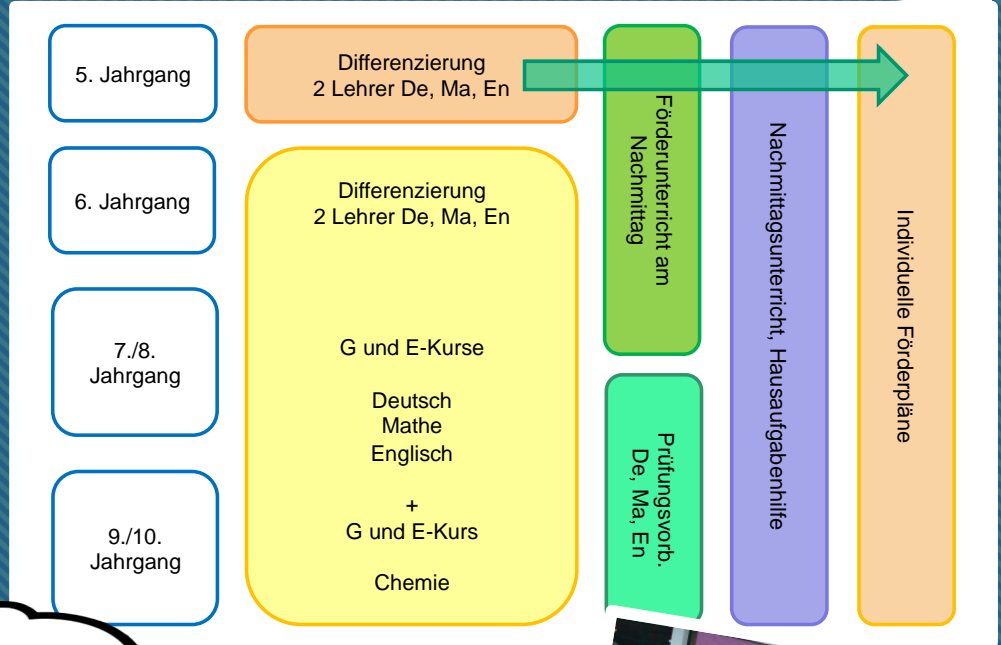 5. Jahrgang
Differenzierung
2 Lehrer De, Ma, En
6. Jahrgang
Differenzierung
2 Lehrer De, Ma, En
7./8.
Jahrgang
G und E-Kurse
Deutsch
Mathe
Englisch
+
G und E-Kurs
Chemie
9./10.
Jahrgang
Förderunterricht am
Nachmittag
Prüfungsvorb.
De, Ma, En
Nachmittagsunterricht, Hausaufgabenhilfe
Individuelle Förderpläne